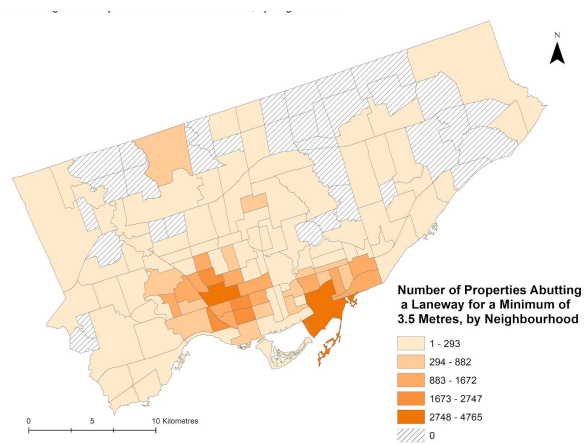 N
Number of Properties Abutting
a Laneway for a Minimum of
3.5 Metres, by Neighbourhood
1 - 293
294 - 882
883 - 1672
1673 - 2747
2748 - 4765
0
0 5 10 Kilometres